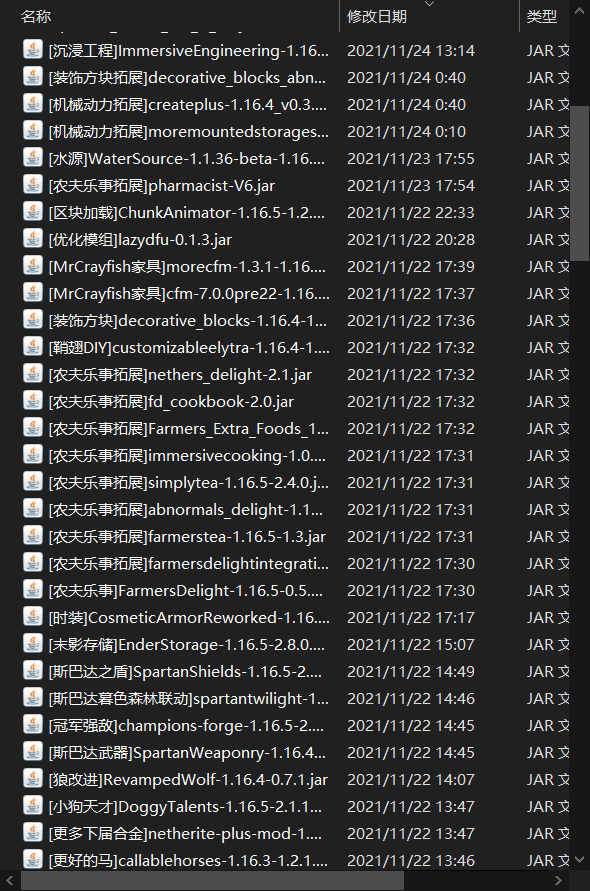 名称 修改日期 类型
[沉浸工程]ImmersiveEngineering-1.16... 2021/11/24 13:14 JAR 文
[装饰方块拓展]decorative_blocks_abn... 2021/11/24 0:40 JAR 文
[机械动力拓展]createplus-1.16.4_v0.3.... 2021/11/24 0:40 JAR 文
[机械动力拓展]moremountedstorages... 2021/11/24 0:10 JAR 文
[水源]WaterSource-1.1.36-beta-1.16.... 2021/11/23 17:55 JAR 文
[农夫乐事拓展]pharmacist-V6.jar 2021/11/23 17:54 JAR 文
[区块加载]ChunkAnimator-1.16.5-1.2.... 2021/11/22 22:33 JAR 文
[优化模组]lazydfu-0.1.3.jar 2021/11/22 20:28 JAR 文
[MrCrayfish家具]morecfm-1.3.1-1.16.... 2021/11/22 17:39 JAR 文
[MrCrayfish家具]cfm-7.0.0pre22-1.16.... 2021/11/22 17:37 JAR 文
[装饰方块]decorative_blocks-1.16.4-1... 2021/11/22 17:36 JAR 文
[鞘翅DIY]customizableelytra-1.16.4-1.... 2021/11/22 17:32 JAR 文
[农夫乐事拓展]nethers_delight-2.1.jar 2021/11/22 17:32 JAR 文
[农夫乐事拓展]fd_cookbook-2.0.jar 2021/11/22 17:32 JAR 文
[农夫乐事拓展]Farmers_Extra_Foods_1... 2021/11/22 17:32 JAR 文
[农夫乐事拓展]immersivecooking-1.0.... 2021/11/22 17:31 JAR 文
[农夫乐事拓展]simplytea-1.16.5-2.4.0.j... 2021/11/22 17:31 JAR 文
[农夫乐事拓展]abnormals_delight-1.1... 2021/11/22 17:31 JAR 文
[农夫乐事拓展]farmerstea-1.16.5-1.3.jar 2021/11/22 17:31 JAR 文
[农夫乐事拓展]farmersdelightintegrati... 2021/11/22 17:30 JAR 文
[农夫乐事]FarmersDelight-1.16.5-0.5.... 2021/11/22 17:30 JAR 文
[时装]CosmeticArmorReworked-1.16.... 2021/11/22 17:17 JAR 文
[末影存储]EnderStorage-1.16.5-2.8.0.... 2021/11/22 15:07 JAR 文
[斯巴达之盾]SpartanShields-1.16.5-2.... 2021/11/22 14:49 JAR 文
[斯巴达暮色森林联动]spartantwilight-1... 2021/11/22 14:46 JAR 文
[冠军强敌]champions-forge-1.16.5-2.... 2021/11/22 14:45 JAR 文
[斯巴达武器]SpartanWeaponry-1.16.4... 2021/11/22 14:45 JAR 文
[狼改进]RevampedWolf-1.16.4-0.7.1.jar 2021/11/22 14:07 JAR 文
[小狗天才]DoggyTalents-1.16.5-2.1.1... 2021/11/22 13:47 JAR 文
[更多下届合金]netherite-plus-mod-1.... 2021/11/22 13:47 JAR 文
[更好的马]callablehorses-1.16.3-1.2.1.... 2021/11/22 13:46 JAR 文